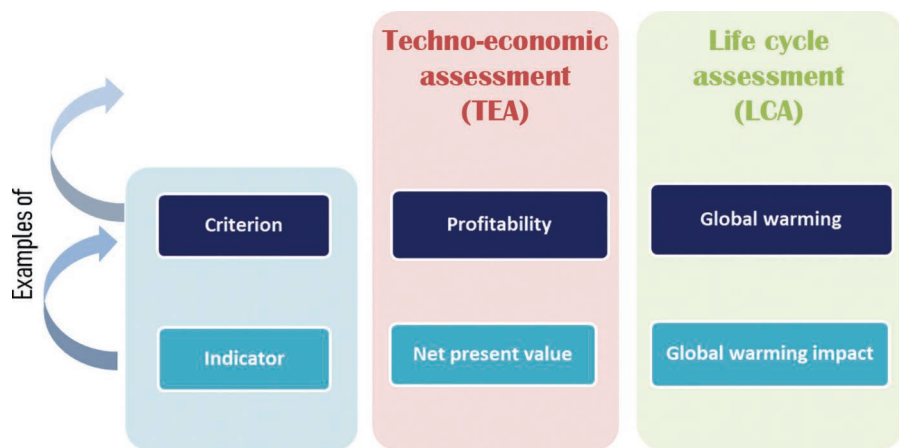 Techno-economic
assessment
(TEA)
Life cycle
assessment
(LCA)
Examples of
Criterion
Profitability
Global warming
Indicator
Net present value
Global warming impact